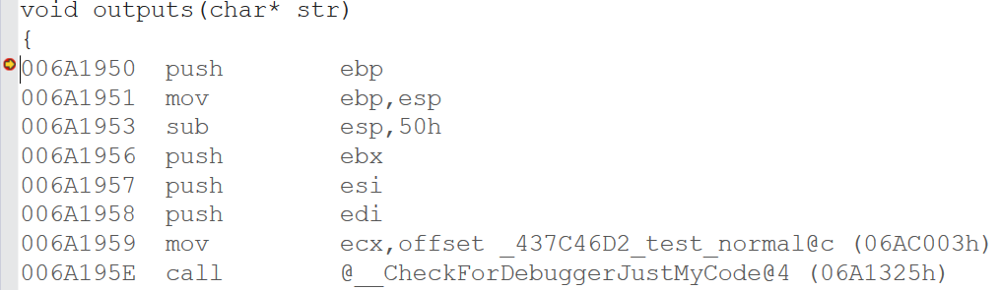 void outputs(char* str)
{
006A1950 push ebp
006A1951 mov ebp,esp
006A1953 sub esp,50h
006A1956 push ebx
006A1957 push esi
006A1958 push edi
006A1959 mov ecx,offset _437C46D2_test_normal@c (06AC003h)
006A195E call @__CheckForDebuggerJustMyCode@4 (06A1325h)